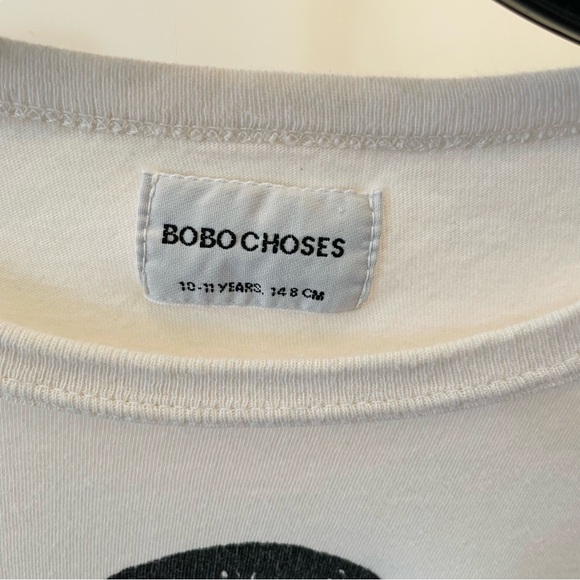 BOBO CHOSES
10-11 YEARS, 148 CM